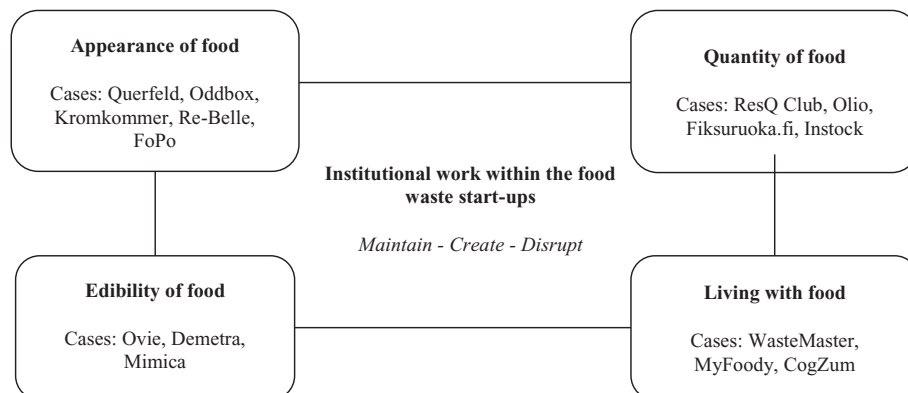 Appearance of food
Cases: Querfeld, Oddbox,
Kromkommer, Re-Belle,
FoPo
Quantity of food
Cases: ResQ Club, Olio,
Fiksuruoka.fi, Instock
Institutional work within the food
waste start-ups
Maintain - Create - Disrupt
Edibility of food
Cases: Ovie, Demetra,
Mimica
Living with food
Cases: WasteMaster,
MyFoody, CogZum